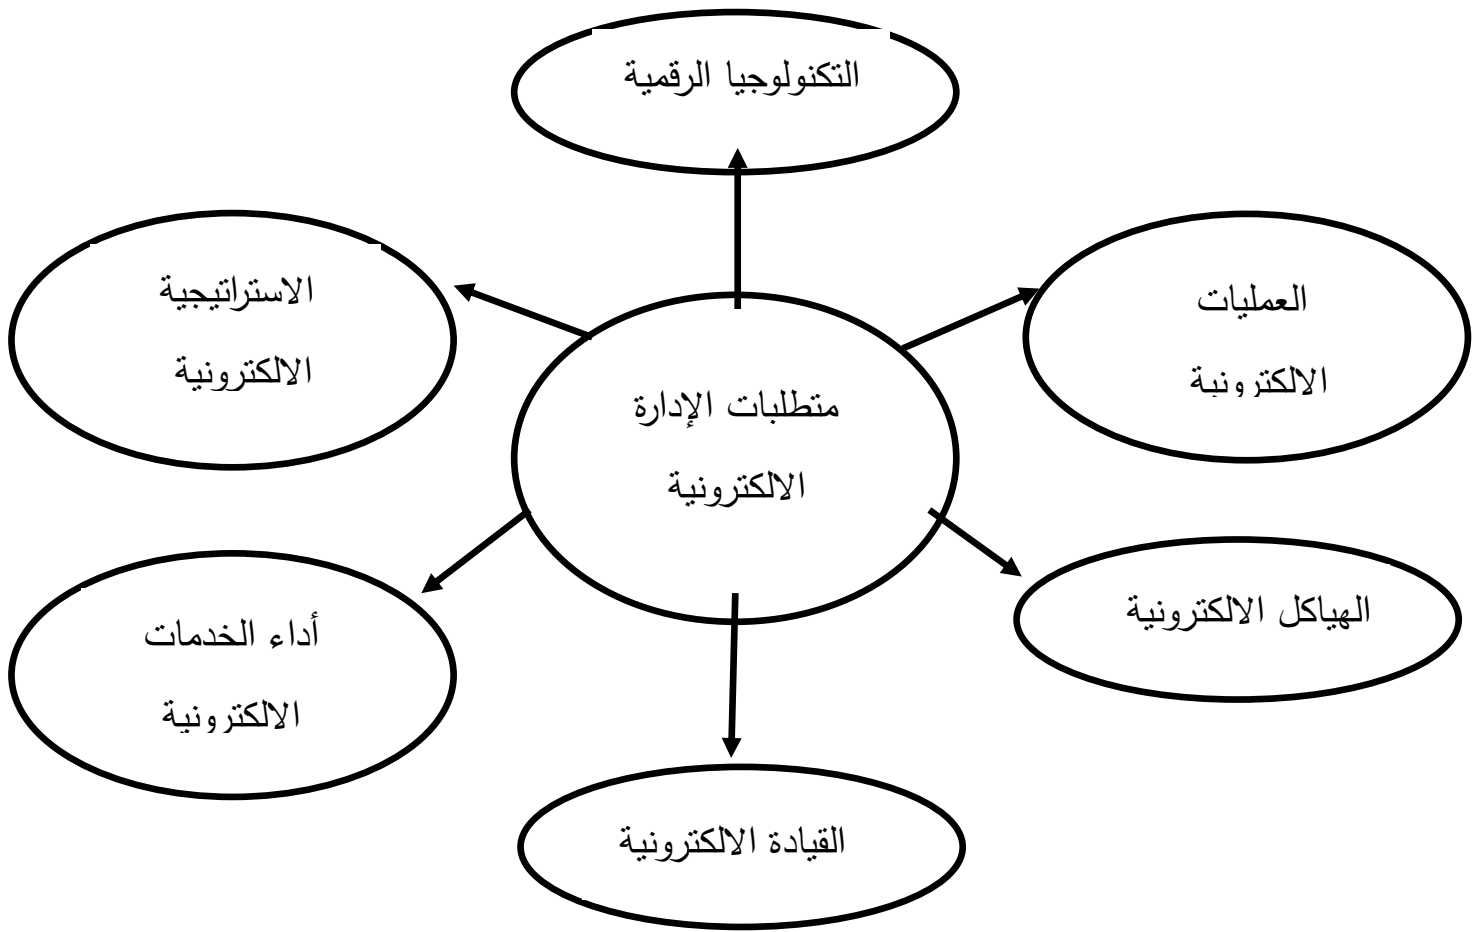 التكنولوجيا الرقمية
العمليات
الالكترونية
الاستراتيجية
الالكترونية
متطلبات الإدارة
الالكترونية
الهياكل الالكترونية
أداء الخدمات
الالكترونية
القيادة الالكترونية